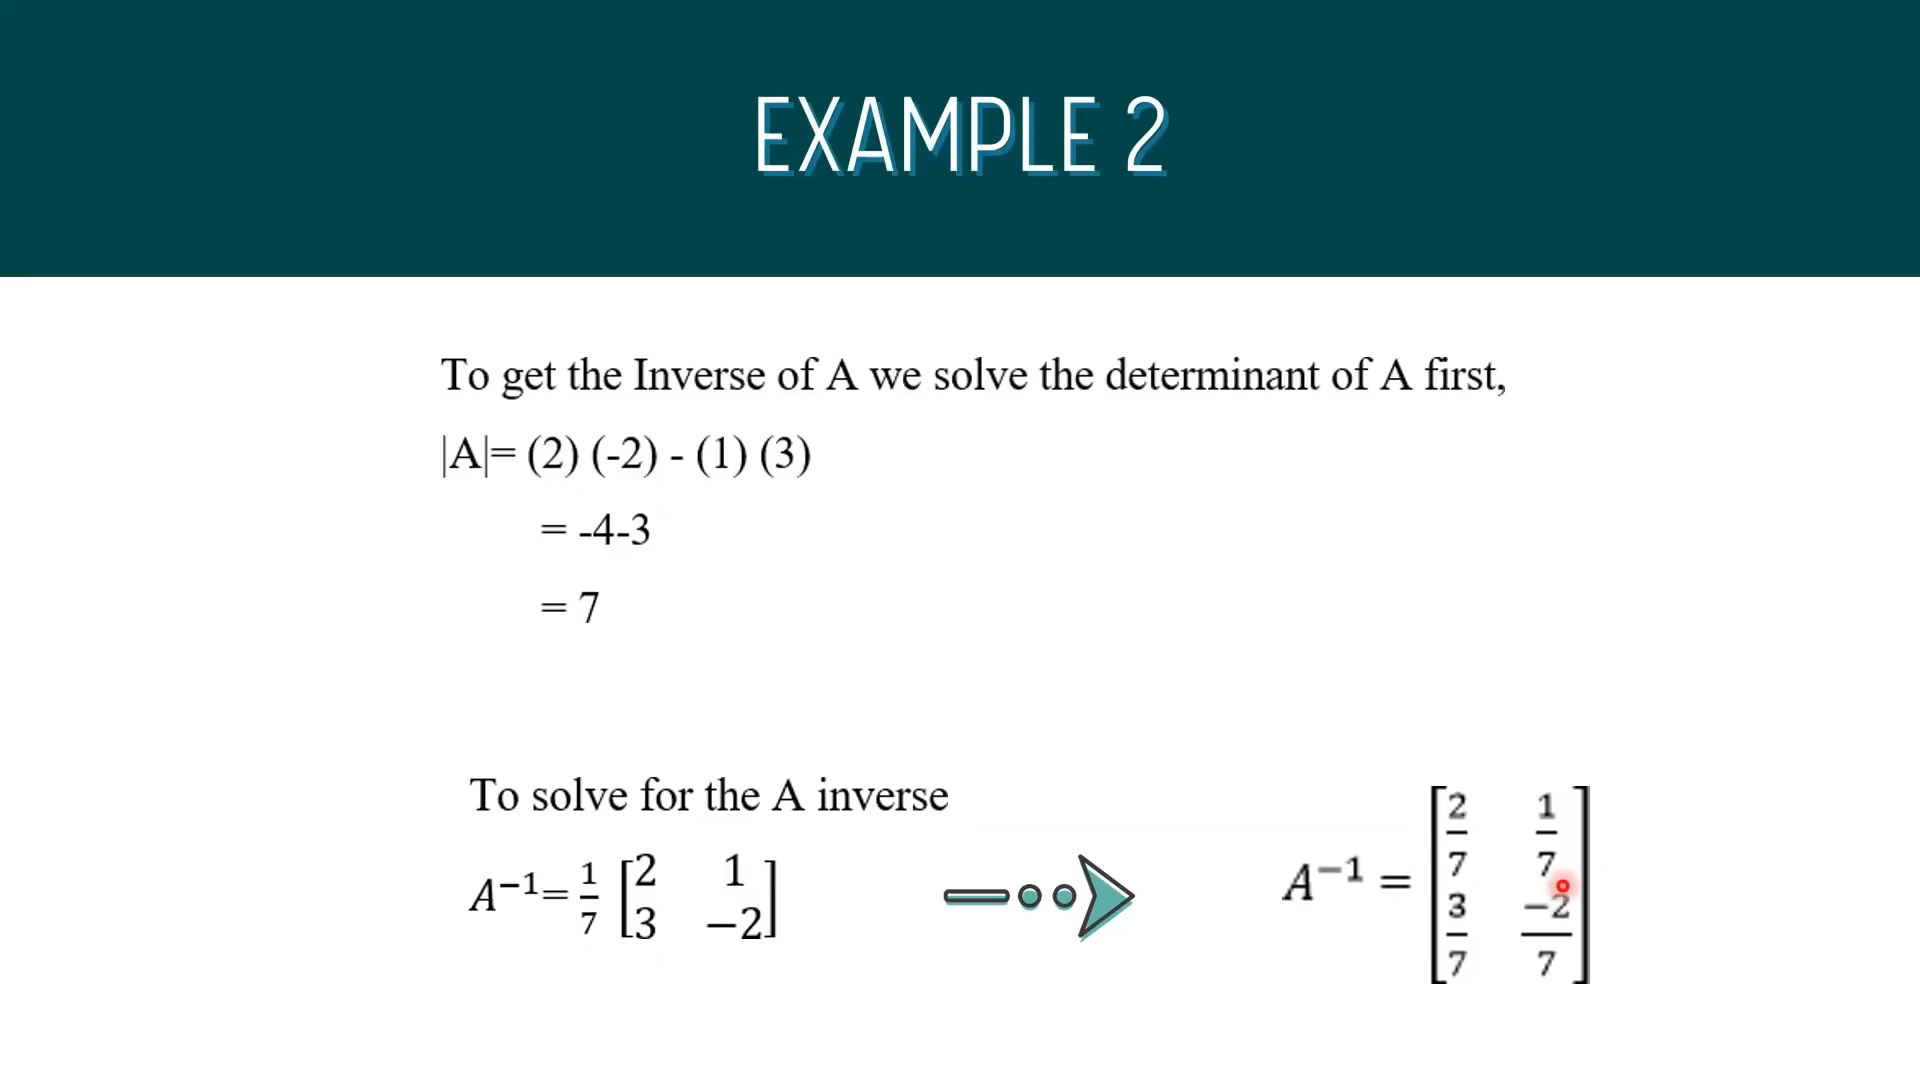 EXAMPLE 2
To get the Inverse of A we solve the determinant of A first,
|A|= (2) (-2) - (1) (3)
= -4-3
= 7
To solve for the A inverse
A⁻¹= 1/7 [2 1
3 −2]
A⁻¹ = [2/7 1/7
3/7 −2/7]